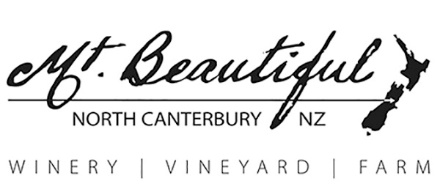 Mt. Beautiful
NORTH CANTERBURY NZ
WINERY | VINEYARD | FARM